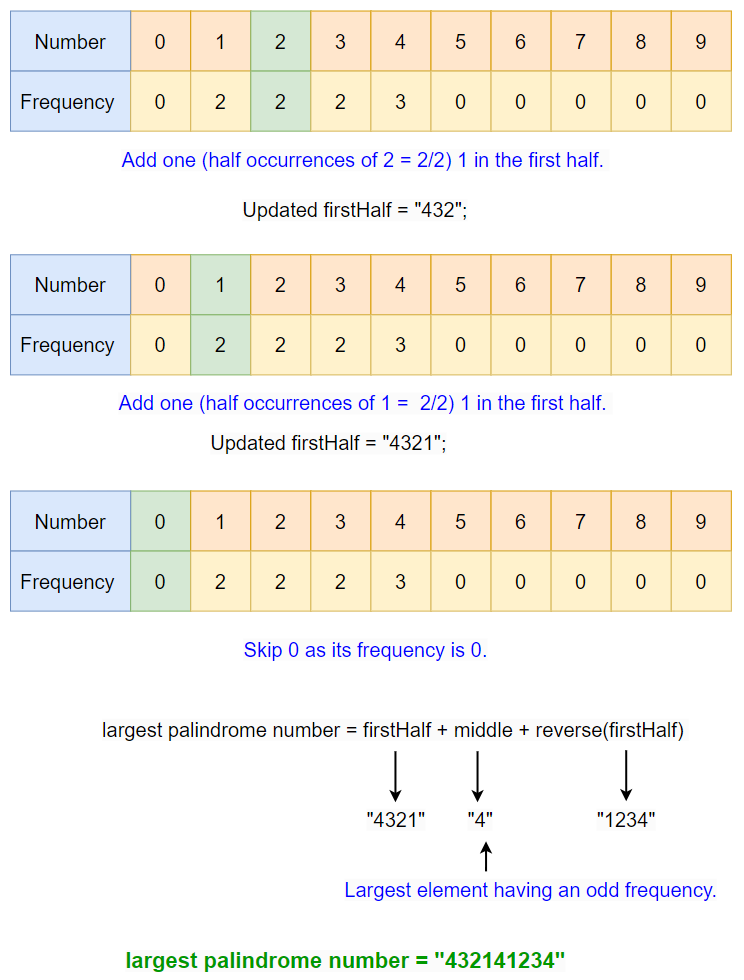 Number 0 1 2 3 4 5 6 7 8 9
Frequency 0 2 2 2 3 0 0 0 0 0
Add one (half occurrences of 2 = 2/2) 1 in the first half.
Updated firstHalf = "432";
Number 0 1 2 3 4 5 6 7 8 9
Frequency 0 2 2 2 3 0 0 0 0 0
Add one (half occurrences of 1 = 2/2) 1 in the first half.
Updated firstHalf = "4321";
Number 0 1 2 3 4 5 6 7 8 9
Frequency 0 2 2 2 3 0 0 0 0 0
Skip 0 as its frequency is 0.
largest palindrome number = firstHalf + middle + reverse(firstHalf)
"4321" "4" "1234"
Largest element having an odd frequency.
largest palindrome number = "432141234"